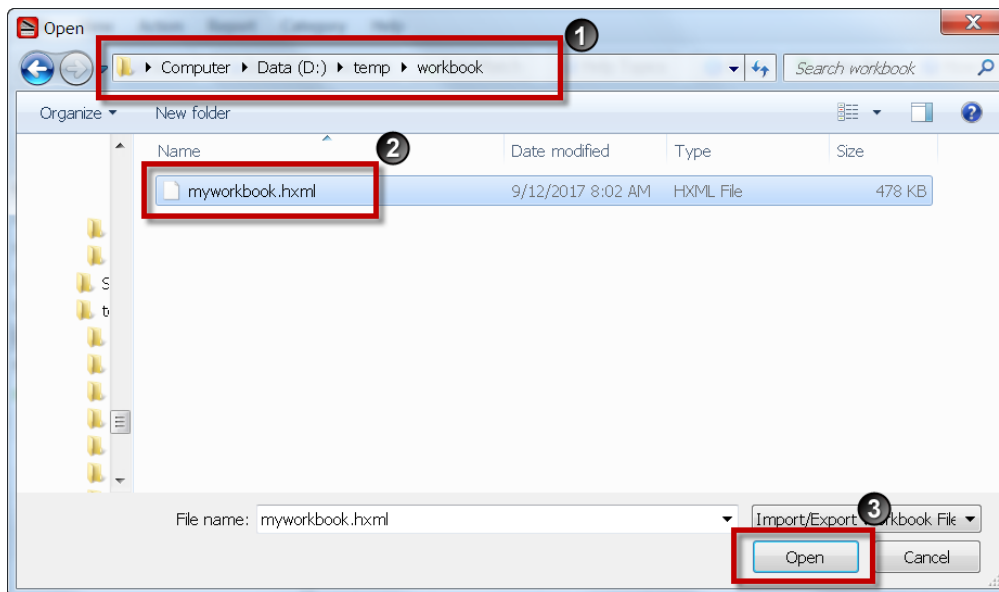 Open
1
Computer Data (D:) temp workbook
Search workbook
Organize New folder
2
Name Date modified Type Size
myworkbook.hxml 9/12/2017 8:02 AM HXML File 478 KB
S
t
3
File name: myworkbook.hxml Import/Export Workbook File
Open Cancel